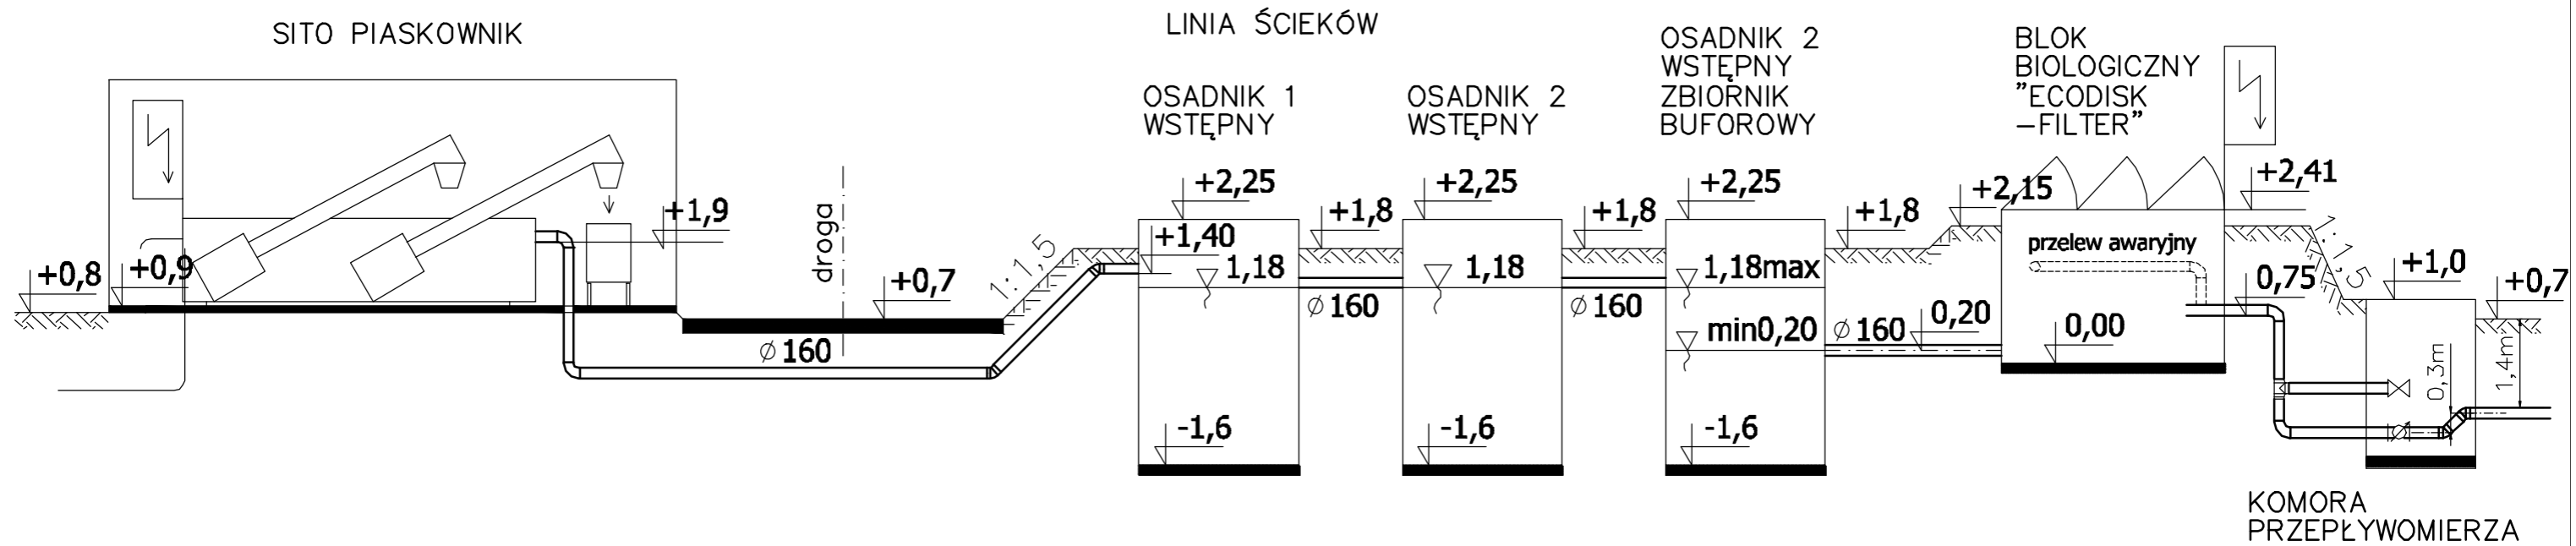 SITO PIASKOWNIK
LINIA ŚCIEKÓW
OSADNIK 1
WSTĘPNY
OSADNIK 2
WSTĘPNY
OSADNIK 2
WSTĘPNY
ZBIORNIK
BUFOROWY
BLOK
BIOLOGICZNY
"ECODISK
-FILTER"
+0,8
+0,9
+1,9
droga
+0,7
Ø160
1:1,5
+2,25
+1,40
1,18
-1,6
+1,8
Ø160
+2,25
1,18
-1,6
+1,8
Ø160
+2,25
1,18max
min0,20
-1,6
+1,8
Ø160
0,20
+2,15
przelew awaryjny
0,00
+2,41
1:1,5
0,75
+1,0
+0,7
0,3m
1,4m
KOMORA
PRZEPŁYWOMIERZA